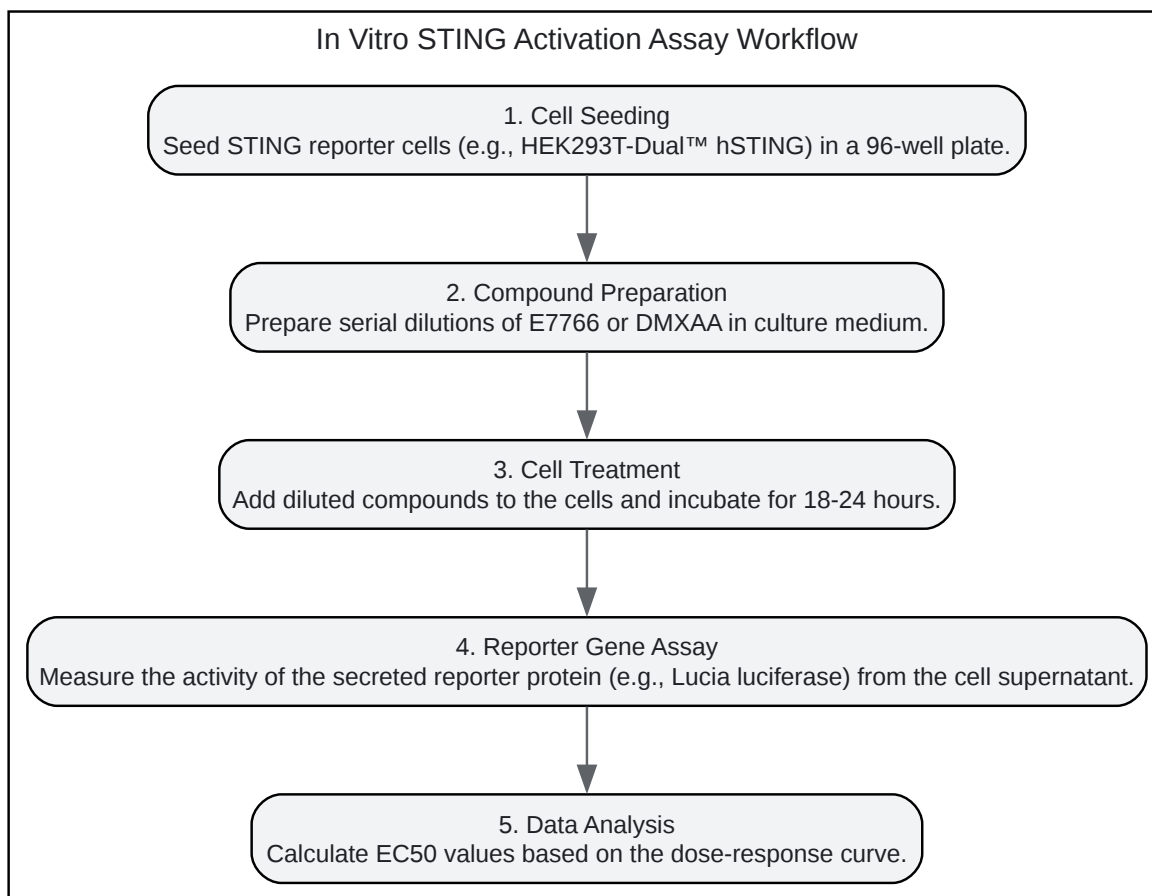 In Vitro STING Activation Assay Workflow
1. Cell Seeding
Seed STING reporter cells (e.g., HEK293T-Dual™ hSTING) in a 96-well plate.
2. Compound Preparation
Prepare serial dilutions of E7766 or DMXAA in culture medium.
3. Cell Treatment
Add diluted compounds to the cells and incubate for 18-24 hours.
4. Reporter Gene Assay
Measure the activity of the secreted reporter protein (e.g., Lucia luciferase) from the cell supernatant.
5. Data Analysis
Calculate EC50 values based on the dose-response curve.